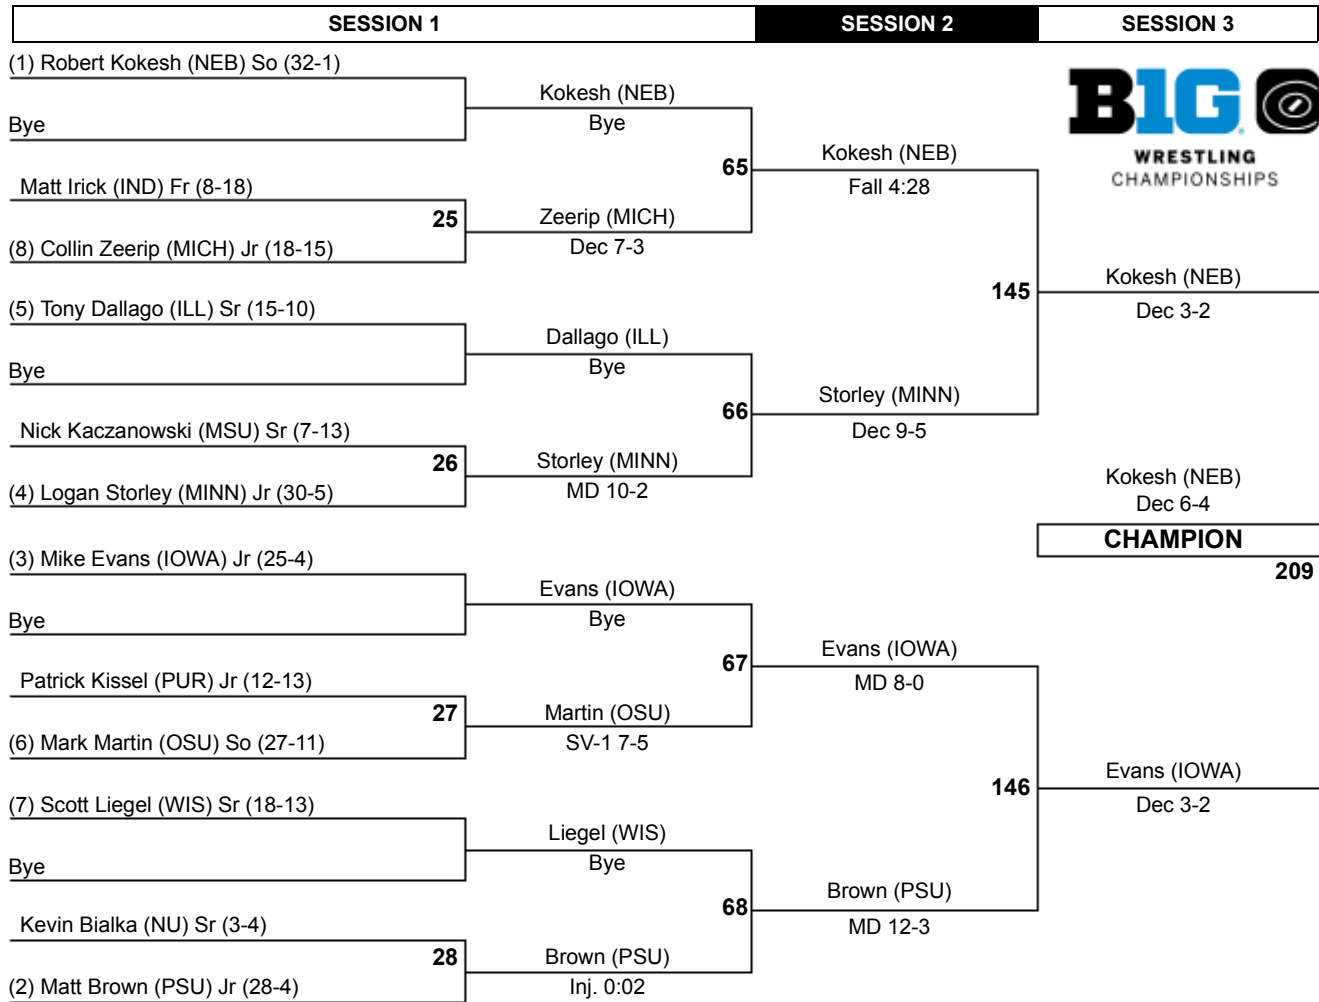 SESSION 1
SESSION 2
SESSION 3
(1) Robert Kokesh (NEB) So (32-1)
Bye
Matt Irick (IND) Fr (8-18)
25
(8) Collin Zeerip (MICH) Jr (18-15)
(5) Tony Dallago (ILL) Sr (15-10)
Bye
Nick Kaczanowski (MSU) Sr (7-13)
26
(4) Logan Storley (MINN) Jr (30-5)
(3) Mike Evans (IOWA) Jr (25-4)
Bye
Patrick Kissel (PUR) Jr (12-13)
27
(6) Mark Martin (OSU) So (27-11)
(7) Scott Liegel (WIS) Sr (18-13)
Bye
Kevin Bialka (NU) Sr (3-4)
28
(2) Matt Brown (PSU) Jr (28-4)
Kokesh (NEB)
Bye
65
Zeerip (MICH)
Dec 7-3
Dallago (ILL)
Bye
66
Storley (MINN)
MD 10-2
Evans (IOWA)
Bye
67
Martin (OSU)
SV-1 7-5
Liegel (WIS)
Bye
68
Brown (PSU)
Inj. 0:02
Kokesh (NEB)
Fall 4:28
145
Storley (MINN)
Dec 9-5
Evans (IOWA)
MD 8-0
146
Brown (PSU)
MD 12-3
B1G
WRESTLING
CHAMPIONSHIPS
Kokesh (NEB)
Dec 3-2
Kokesh (NEB)
Dec 6-4
CHAMPION
209
Evans (IOWA)
Dec 3-2